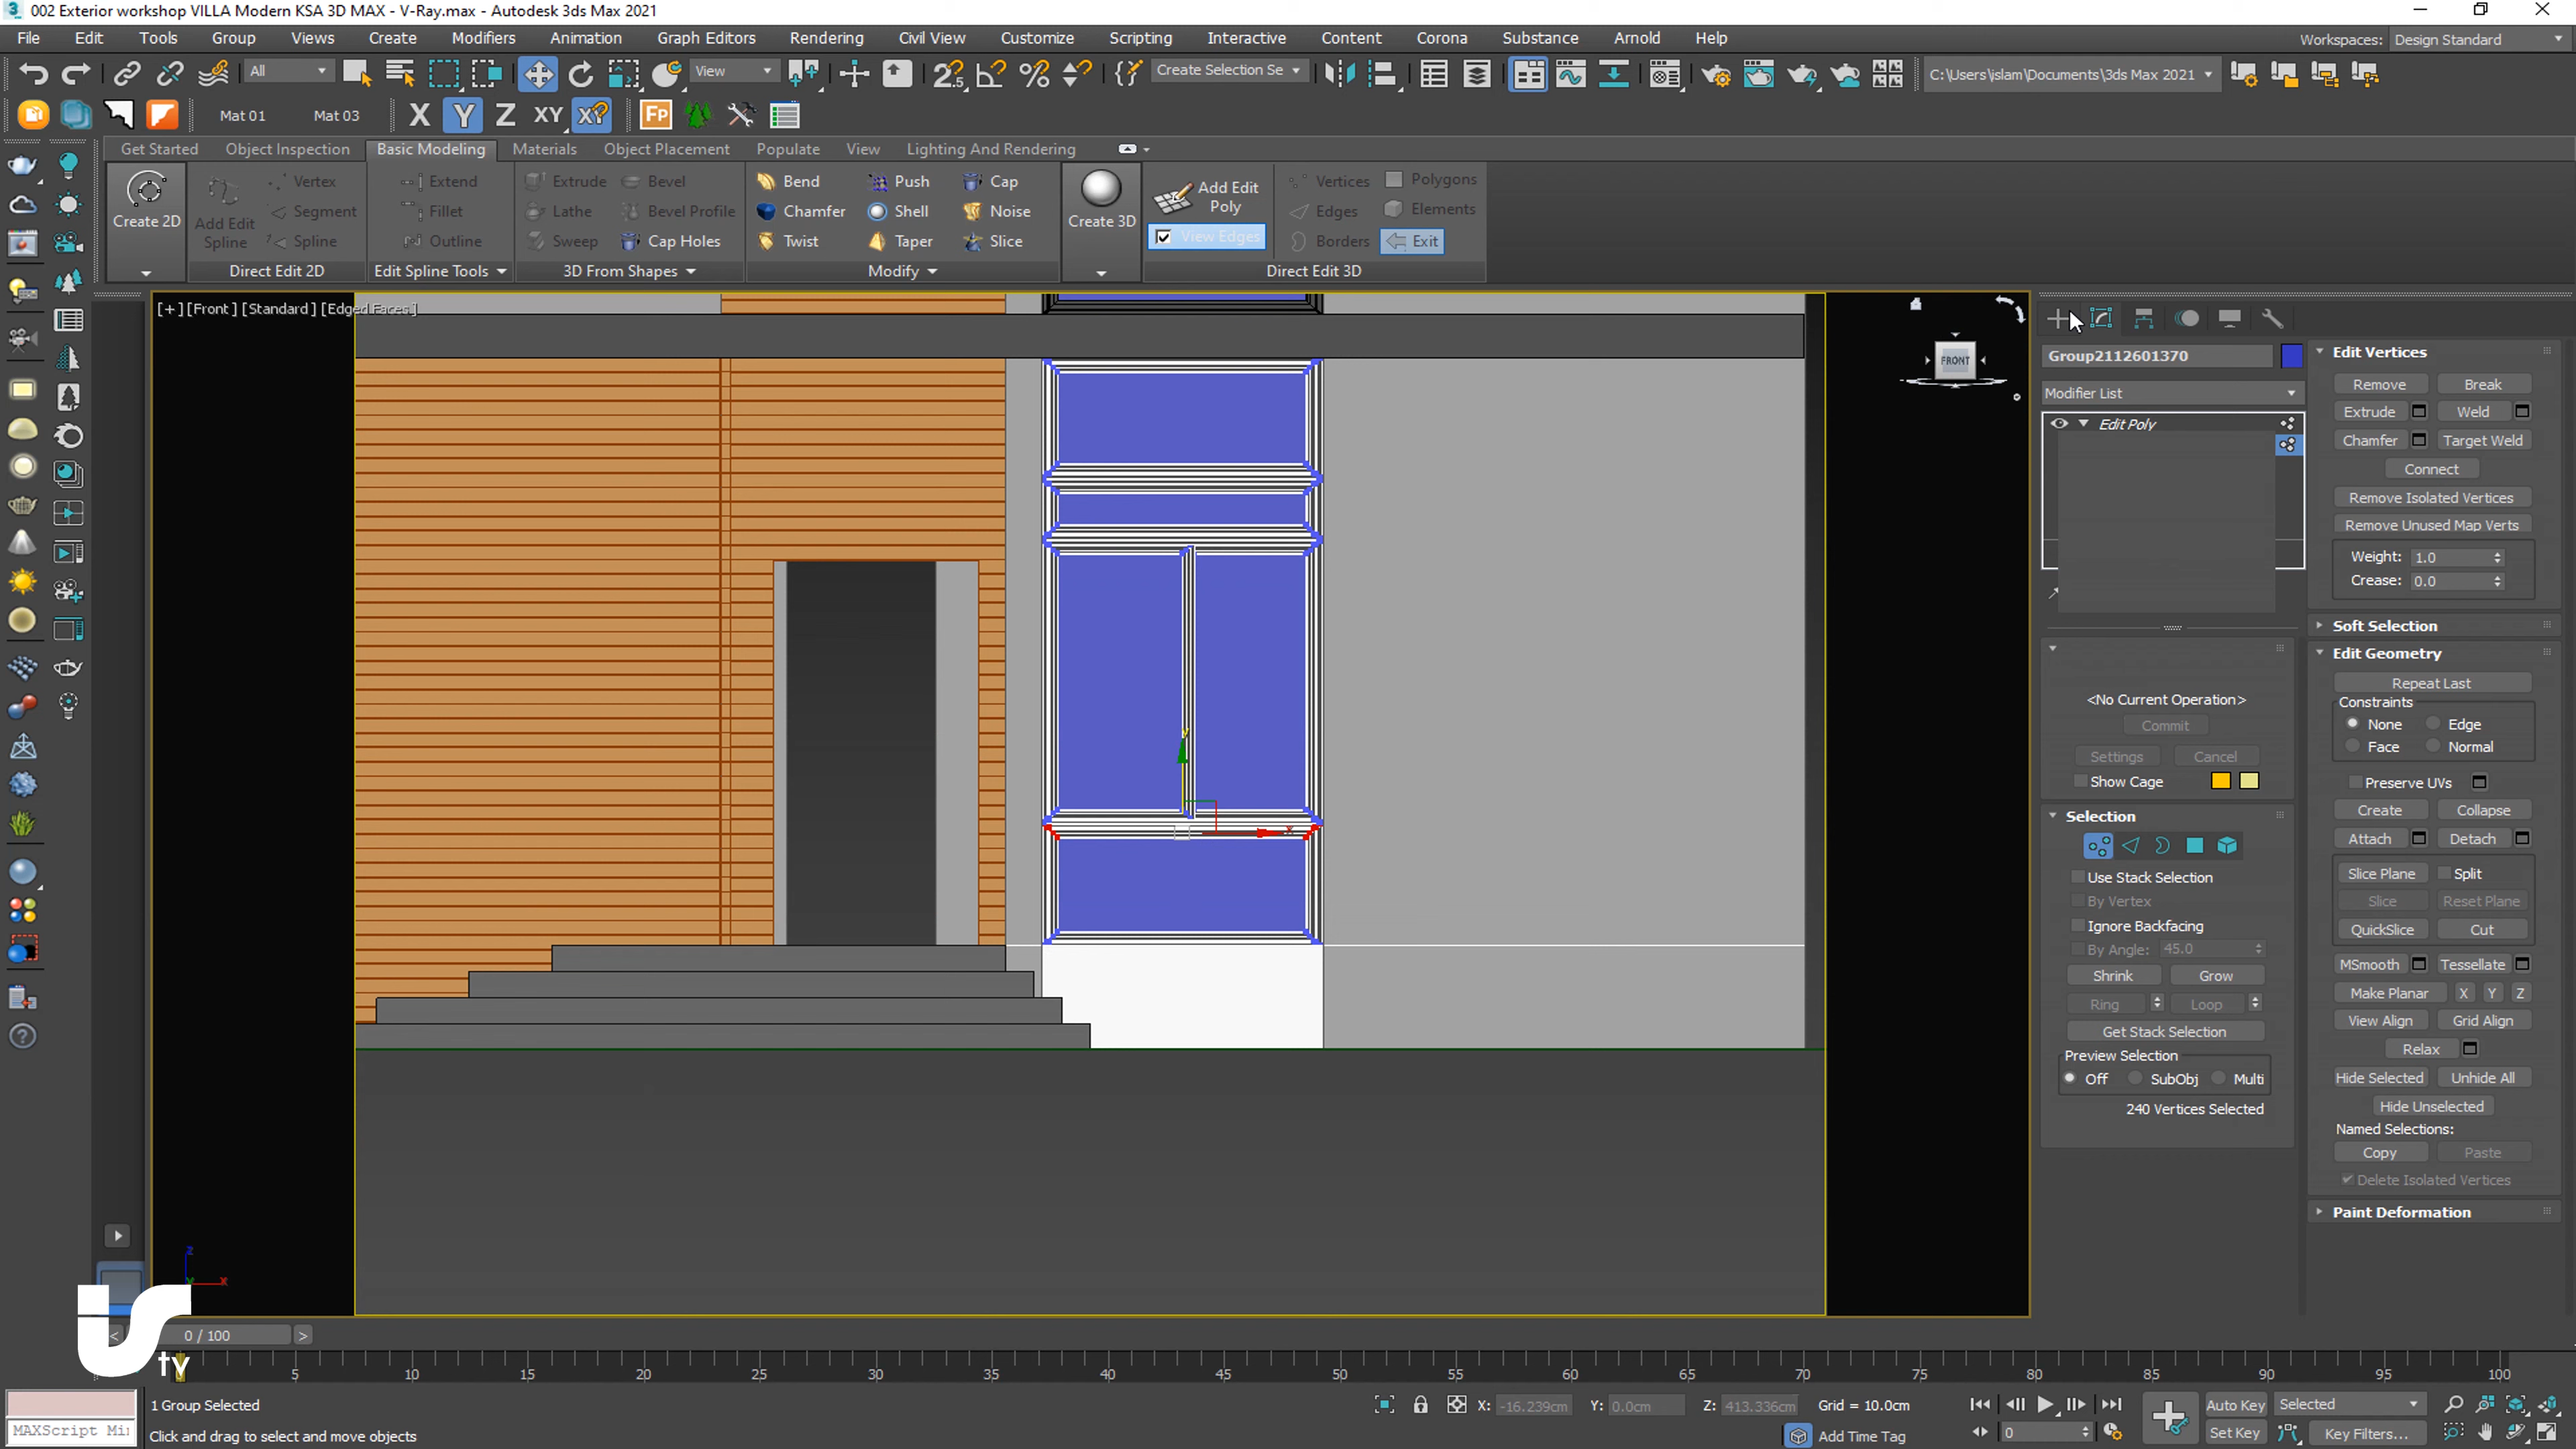 002 Exterior workshop VILLA Modern KSA 3D MAX - V-Ray.max - Autodesk 3ds Max 2021
File Edit Tools Group Views Create Modifiers Animation Graph Editors Rendering Civil View Customize Scripting Interactive Content Corona Substance Arnold Help Workspaces: Design Standard
All View Create Selection Se C:\Users\islam\Documents\3ds Max 2021
Mat 01 Mat 03 X Y Z XY
Get Started Object Inspection Basic Modeling Materials Object Placement Populate View Lighting And Rendering
Create 2D
Add Edit Spline
Vertex
Segment
Spline
Direct Edit 2D
Extend
Fillet
Outline
Edit Spline Tools
Extrude Bevel
Lathe Bevel Profile
Sweep Cap Holes
3D From Shapes
Bend Push Cap
Chamfer Shell Noise
Twist Taper Slice
Modify
Create 3D
Add Edit Poly
View Edges
Vertices Polygons
Edges Elements
Borders Exit
Direct Edit 3D
[+] [Front] [Standard] [Edged Faces]
FRONT
Group2112601370
Modifier List
Edit Poly
<No Current Operation>
Commit
Settings Cancel
Show Cage
Selection
Use Stack Selection
By Vertex
Ignore Backfacing
By Angle: 45.0
Shrink Grow
Ring Loop
Get Stack Selection
Preview Selection
Off SubObj Multi
240 Vertices Selected
Edit Vertices
Remove Break
Extrude Weld
Chamfer Target Weld
Connect
Remove Isolated Vertices
Remove Unused Map Verts
Weight: 1.0
Crease: 0.0
Soft Selection
Edit Geometry
Repeat Last
Constraints
None Edge
Face Normal
Preserve UVs
Create Collapse
Attach Detach
Slice Plane Split
Slice Reset Plane
QuickSlice Cut
MSmooth Tessellate
Make Planar X Y Z
View Align Grid Align
Relax
Hide Selected Unhide All
Hide Unselected
Named Selections:
Copy Paste
Delete Isolated Vertices
Paint Deformation
tv
< 0 / 100 >
5 10 15 20 25 30 35 40 45 50 55 60 65 70 75 80 85 90 95 100
1 Group Selected X: -16.239cm Y: 0.0cm Z: 413.336cm Grid = 10.0cm Auto Key Selected
MAXScript Mi Click and drag to select and move objects Add Time Tag 0 Set Key Key Filters...